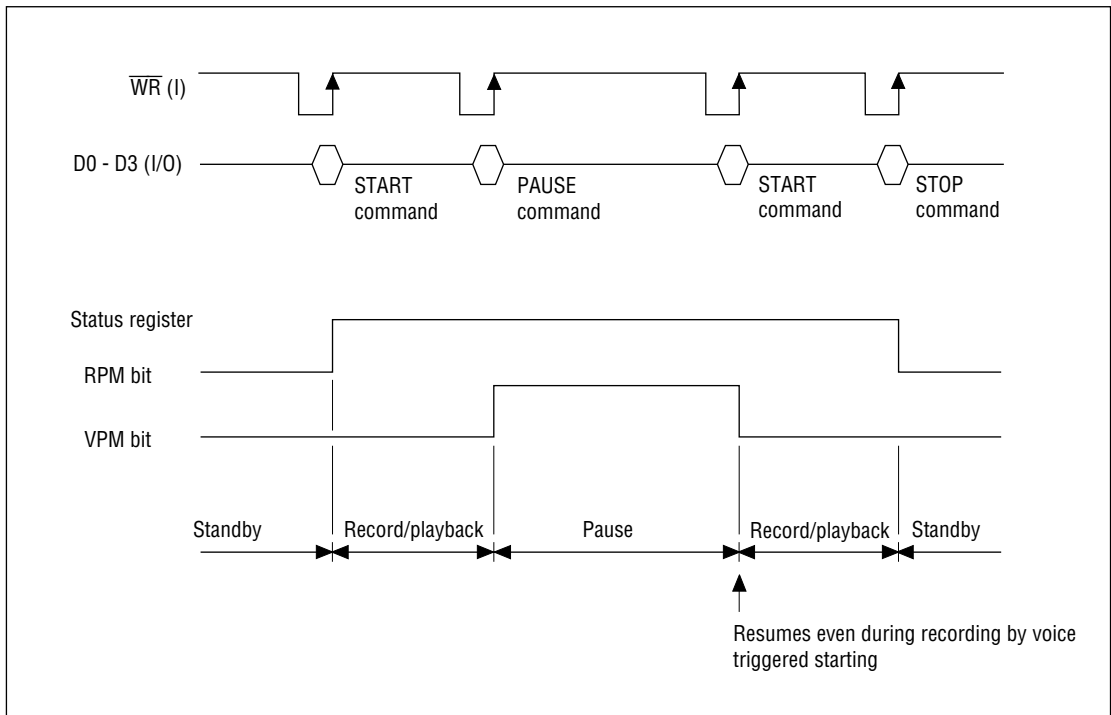 WR (I)
D0 - D3 (I/O)
START
command
PAUSE
command
START
command
STOP
command
Status register
RPM bit
VPM bit
Standby
Record/playback
Pause
Record/playback
Standby
Resumes even during recording by voice
triggered starting